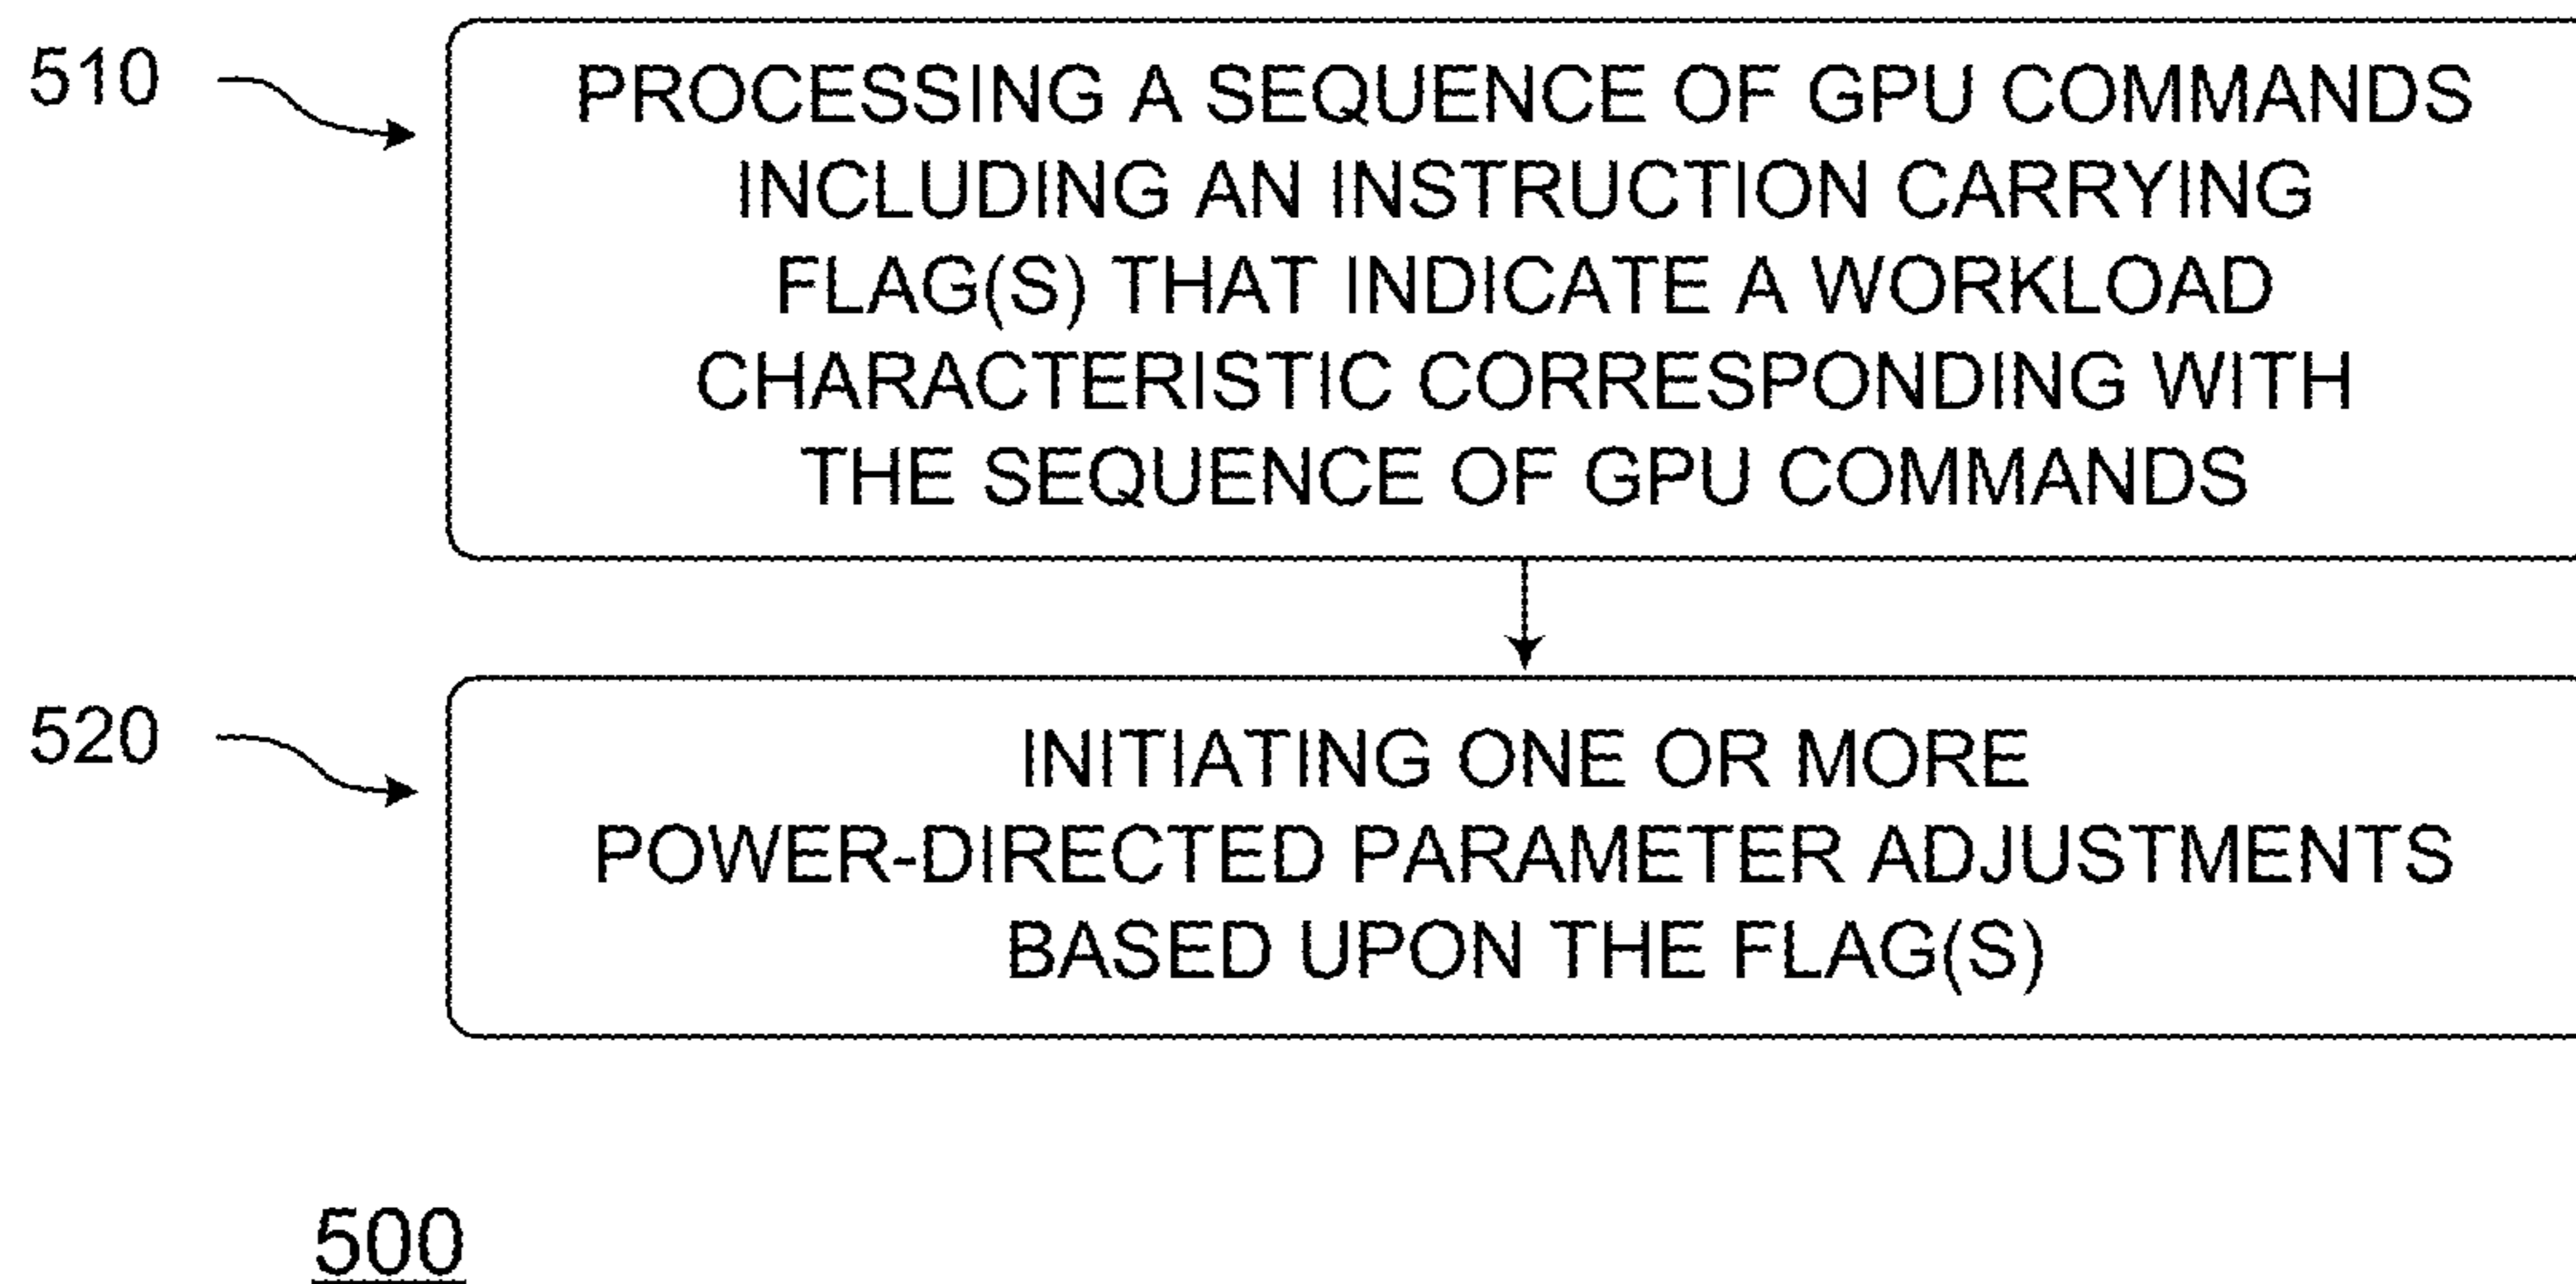 510
PROCESSING A SEQUENCE OF GPU COMMANDS
INCLUDING AN INSTRUCTION CARRYING
FLAG(S) THAT INDICATE A WORKLOAD
CHARACTERISTIC CORRESPONDING WITH
THE SEQUENCE OF GPU COMMANDS
520
INITIATING ONE OR MORE
POWER-DIRECTED PARAMETER ADJUSTMENTS
BASED UPON THE FLAG(S)
500